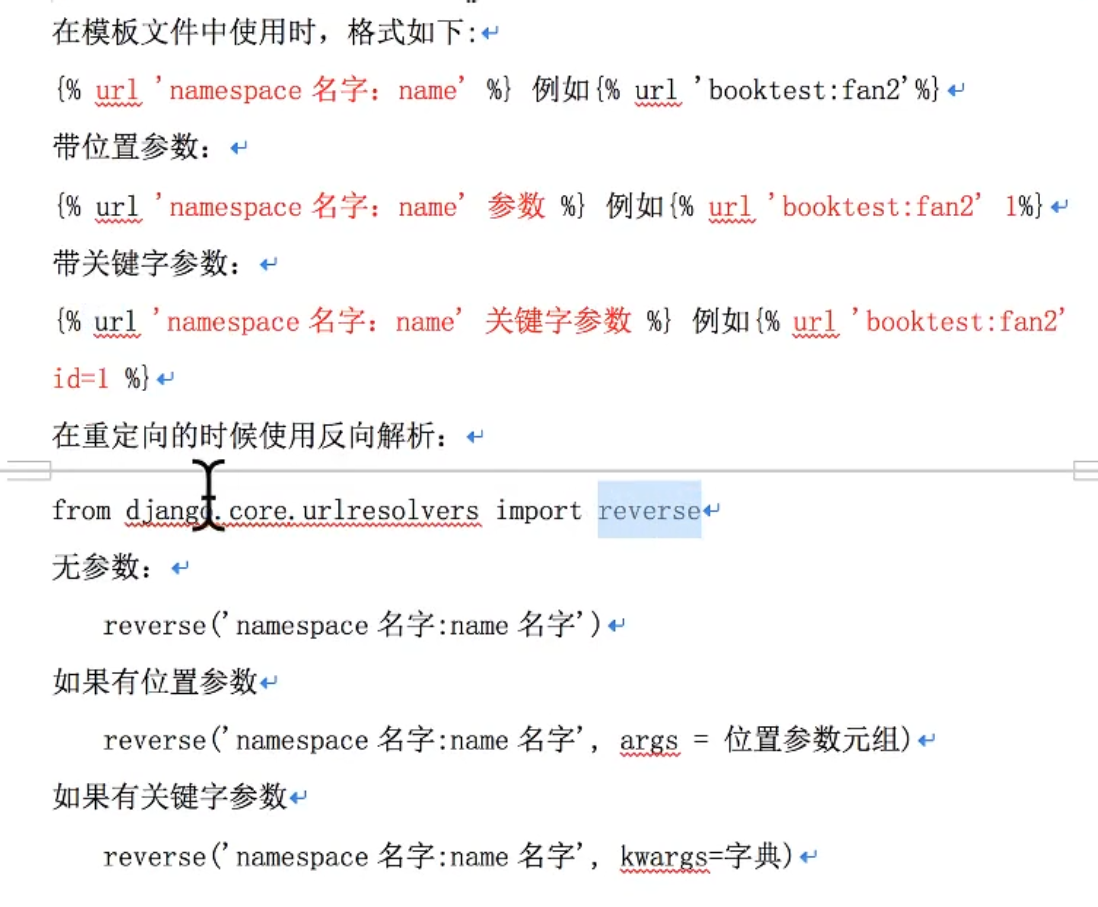 在模板文件中使用时，格式如下:
{% url 'namespace 名字：name' %} 例如{% url 'booktest:fan2'%}
带位置参数：
{% url 'namespace 名字：name' 参数 %} 例如{% url 'booktest:fan2' 1%}
带关键字参数：
{% url 'namespace 名字：name' 关键字参数 %} 例如{% url 'booktest:fan2'
id=1 %}
在重定向的时候使用反向解析：
from django.core.urlresolvers import reverse
无参数：
reverse('namespace 名字:name 名字')
如果有位置参数
reverse('namespace 名字:name 名字', args = 位置参数元组)
如果有关键字参数
reverse('namespace 名字:name 名字', kwargs=字典)